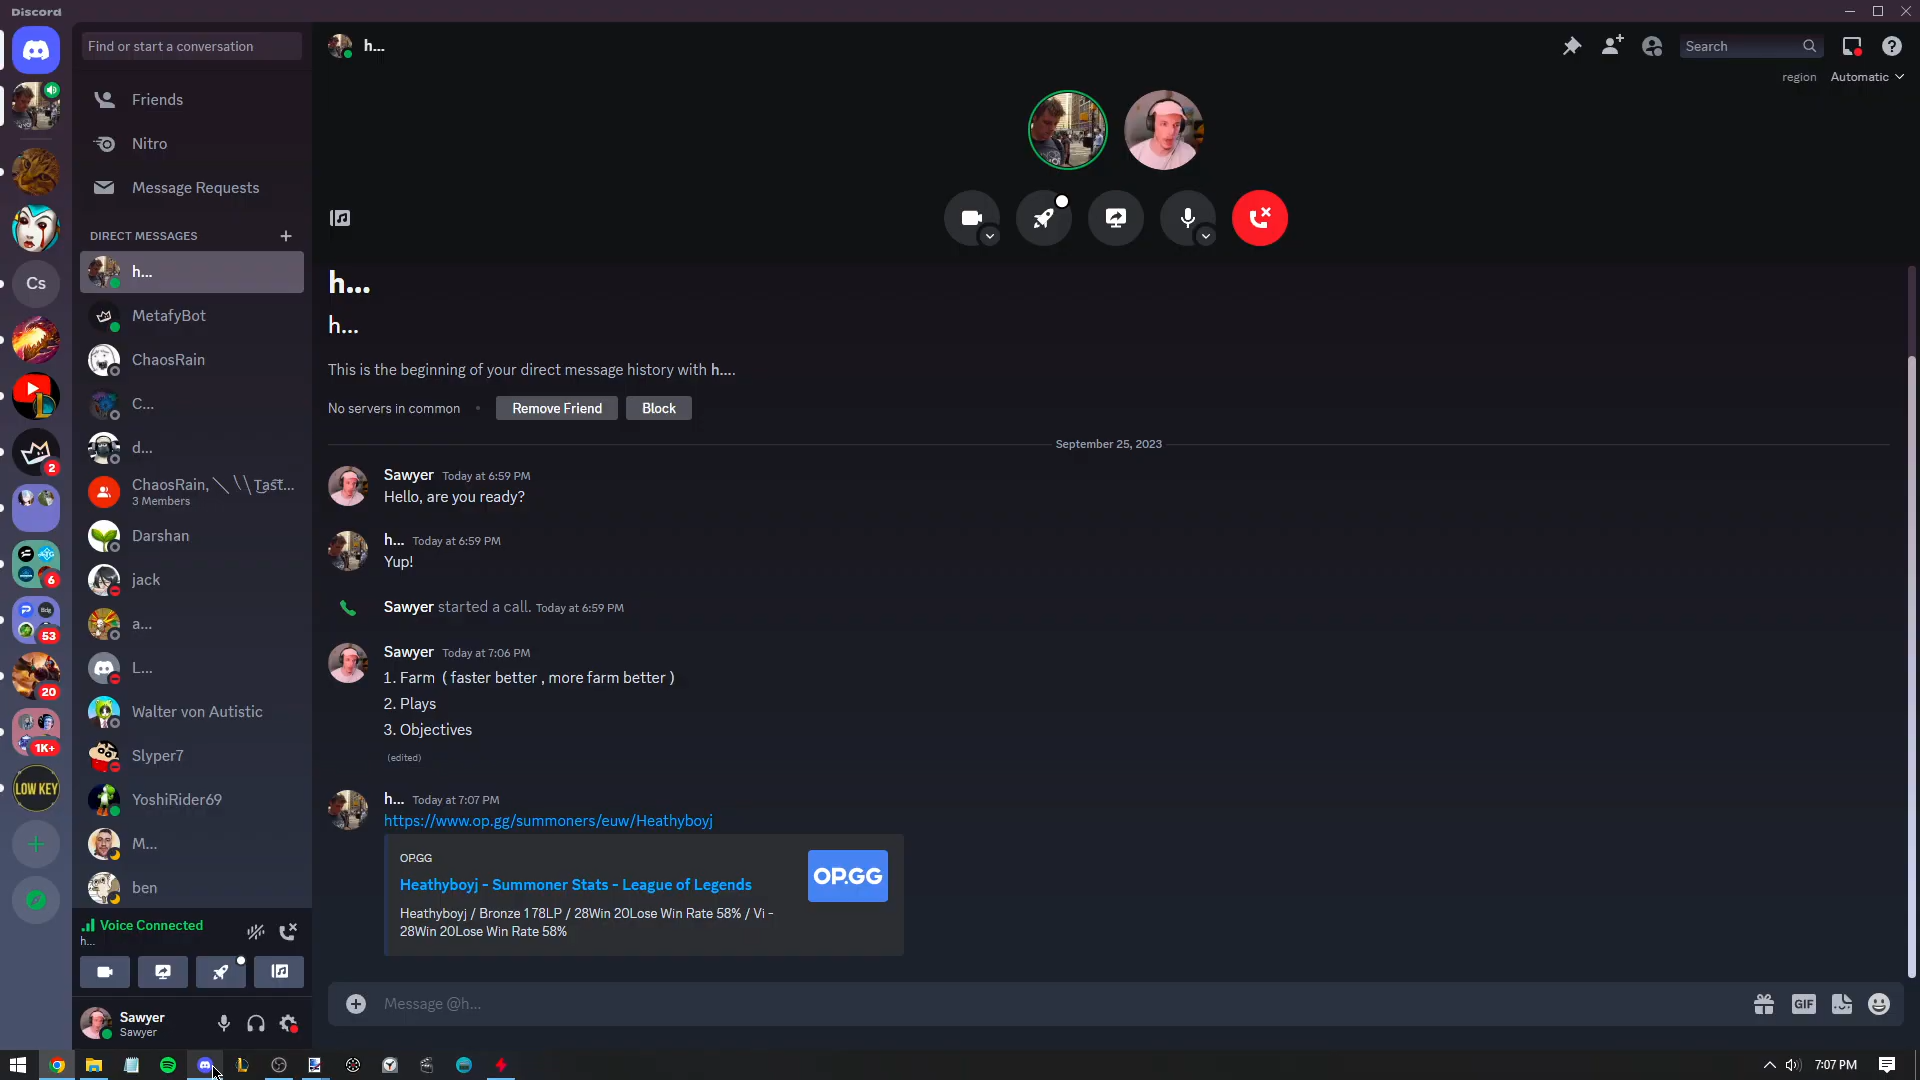 Discord
Find or start a conversation
Friends
Nitro
Message Requests
DIRECT MESSAGES
h...
MetafyBot
ChaosRain
C...
d...
ChaosRain,
3 Members
Darshan
jack
a...
L...
Walter von Autistic
Slyper7
YoshiRider69
M...
ben
Cs
2
6
Bdg
53
20
1K+
LOW KEY
Voice Connected
h...
Sawyer
Sawyer
h...
Search
region
Automatic
h...
h...
This is the beginning of your direct message history with h....
No servers in common
Remove Friend
Block
September 25, 2023
Sawyer Today at 6:59 PM
Hello, are you ready?
h... Today at 6:59 PM
Yup!
Sawyer started a call. Today at 6:59 PM
Sawyer Today at 7:06 PM
1. Farm ( faster better , more farm better )
2. Plays
3. Objectives
(edited)
h... Today at 7:07 PM
https://www.op.gg/summoners/euw/Heathyboyj
OP.GG
Heathyboyj - Summoner Stats - League of Legends
OP.GG
Heathyboyj / Bronze 1 78LP / 28Win 20Lose Win Rate 58% / Vi -
28Win 20Lose Win Rate 58%
Message @h...
GIF
7:07 PM